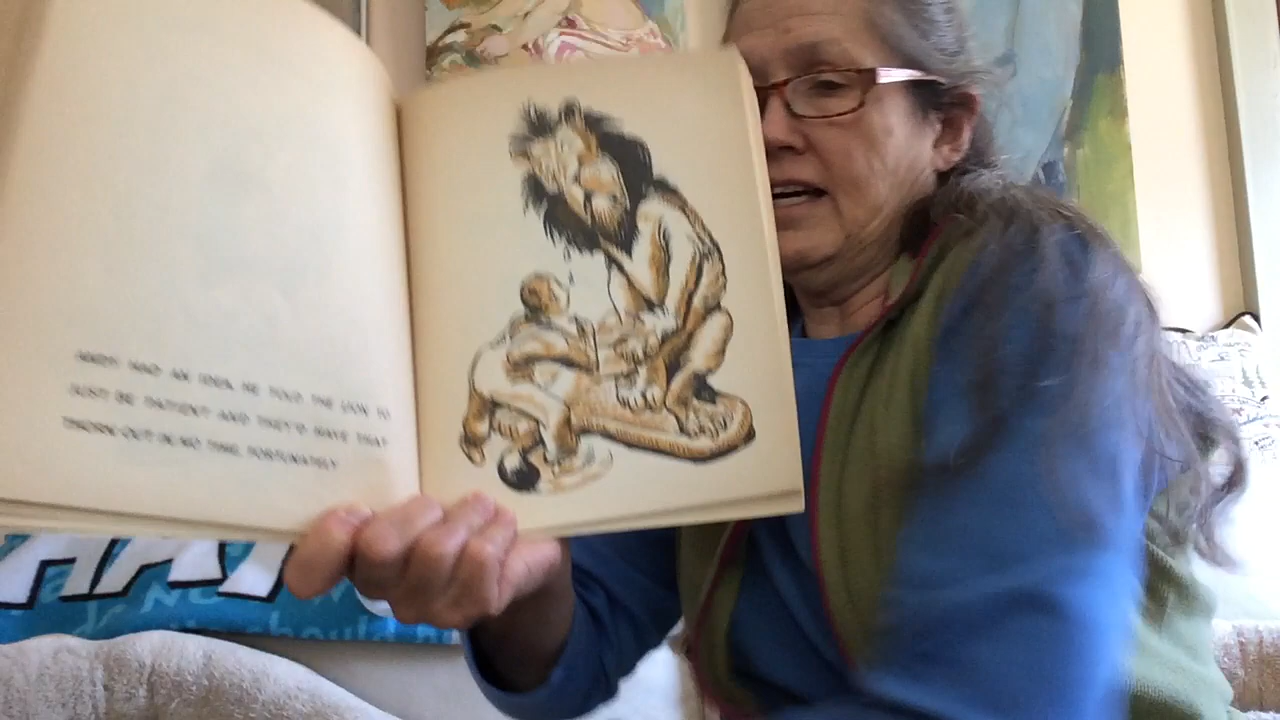 ANDY HAD AN IDEA. HE TOLD THE LION TO
JUST BE PATIENT AND THEY'D HAVE THAT
THORN OUT IN NO TIME. FORTUNATELY